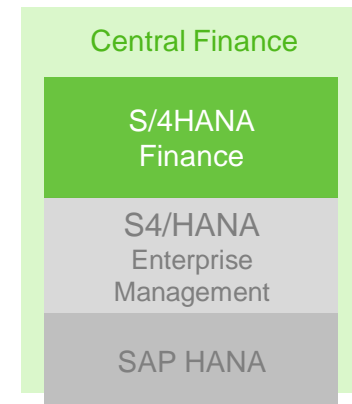 Central Finance
S/4HANA
Finance
S4/HANA
Enterprise
Management
SAP HANA